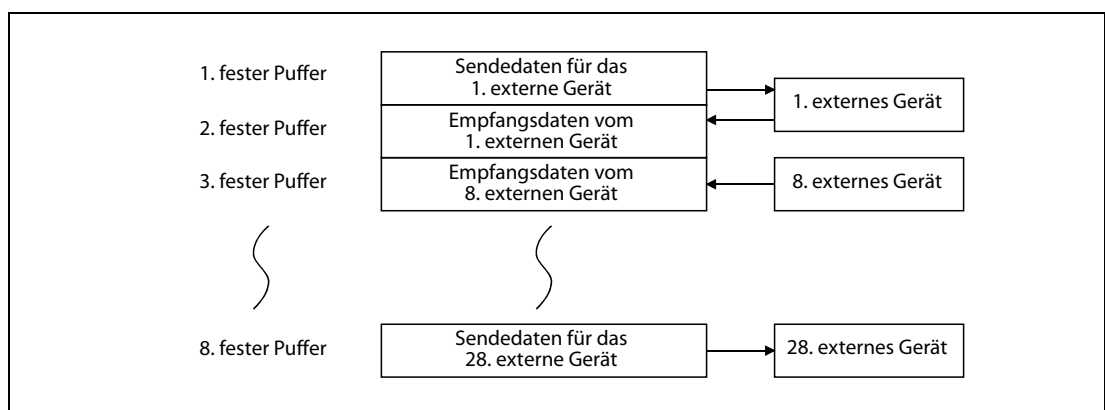 1. fester Puffer
Sendedaten für das
1. externe Gerät
1. externes Gerät
2. fester Puffer
Empfangsdaten vom
1. externen Gerät
3. fester Puffer
Empfangsdaten vom
8. externen Gerät
8. externes Gerät
8. fester Puffer
Sendedaten für das
28. externe Gerät
28. externes Gerät